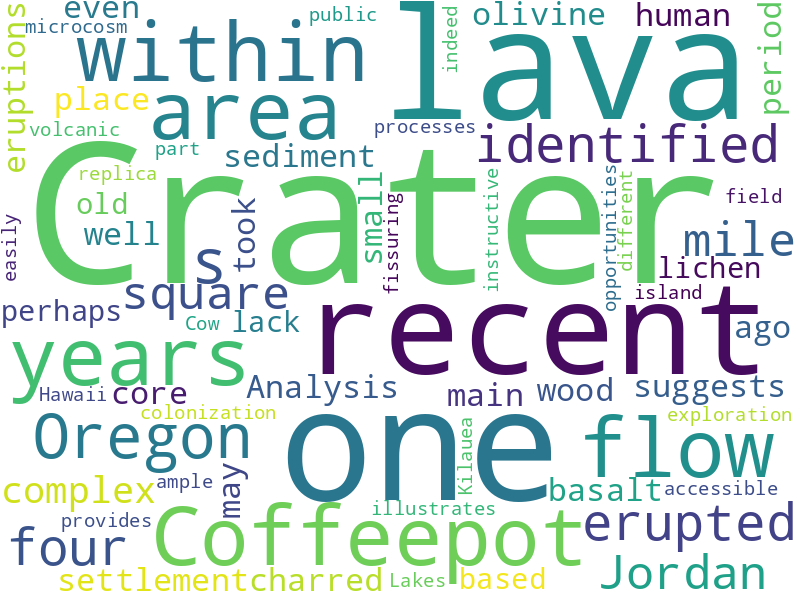 even
public
olivine
human
microcosm
within
lava
indeed
period
eruptions
place
area
volcanic
processes
identified
part
sediment
replica
Crater
old
small
fissuring
instructive
opportunities
different
field
well
took
s
mile
easily
lichen
square
island
perhaps
Cow
lack
recent
ago
years
Hawaii
core
Analysis
main
wood
suggests
colonization
one
exploration
Oregon
Kilauea
flow
may
complex
ample
basalt
accessible
illustrates
provides
Coffeepot
erupted
four
settlement
charred
Lakes
based
Jordan